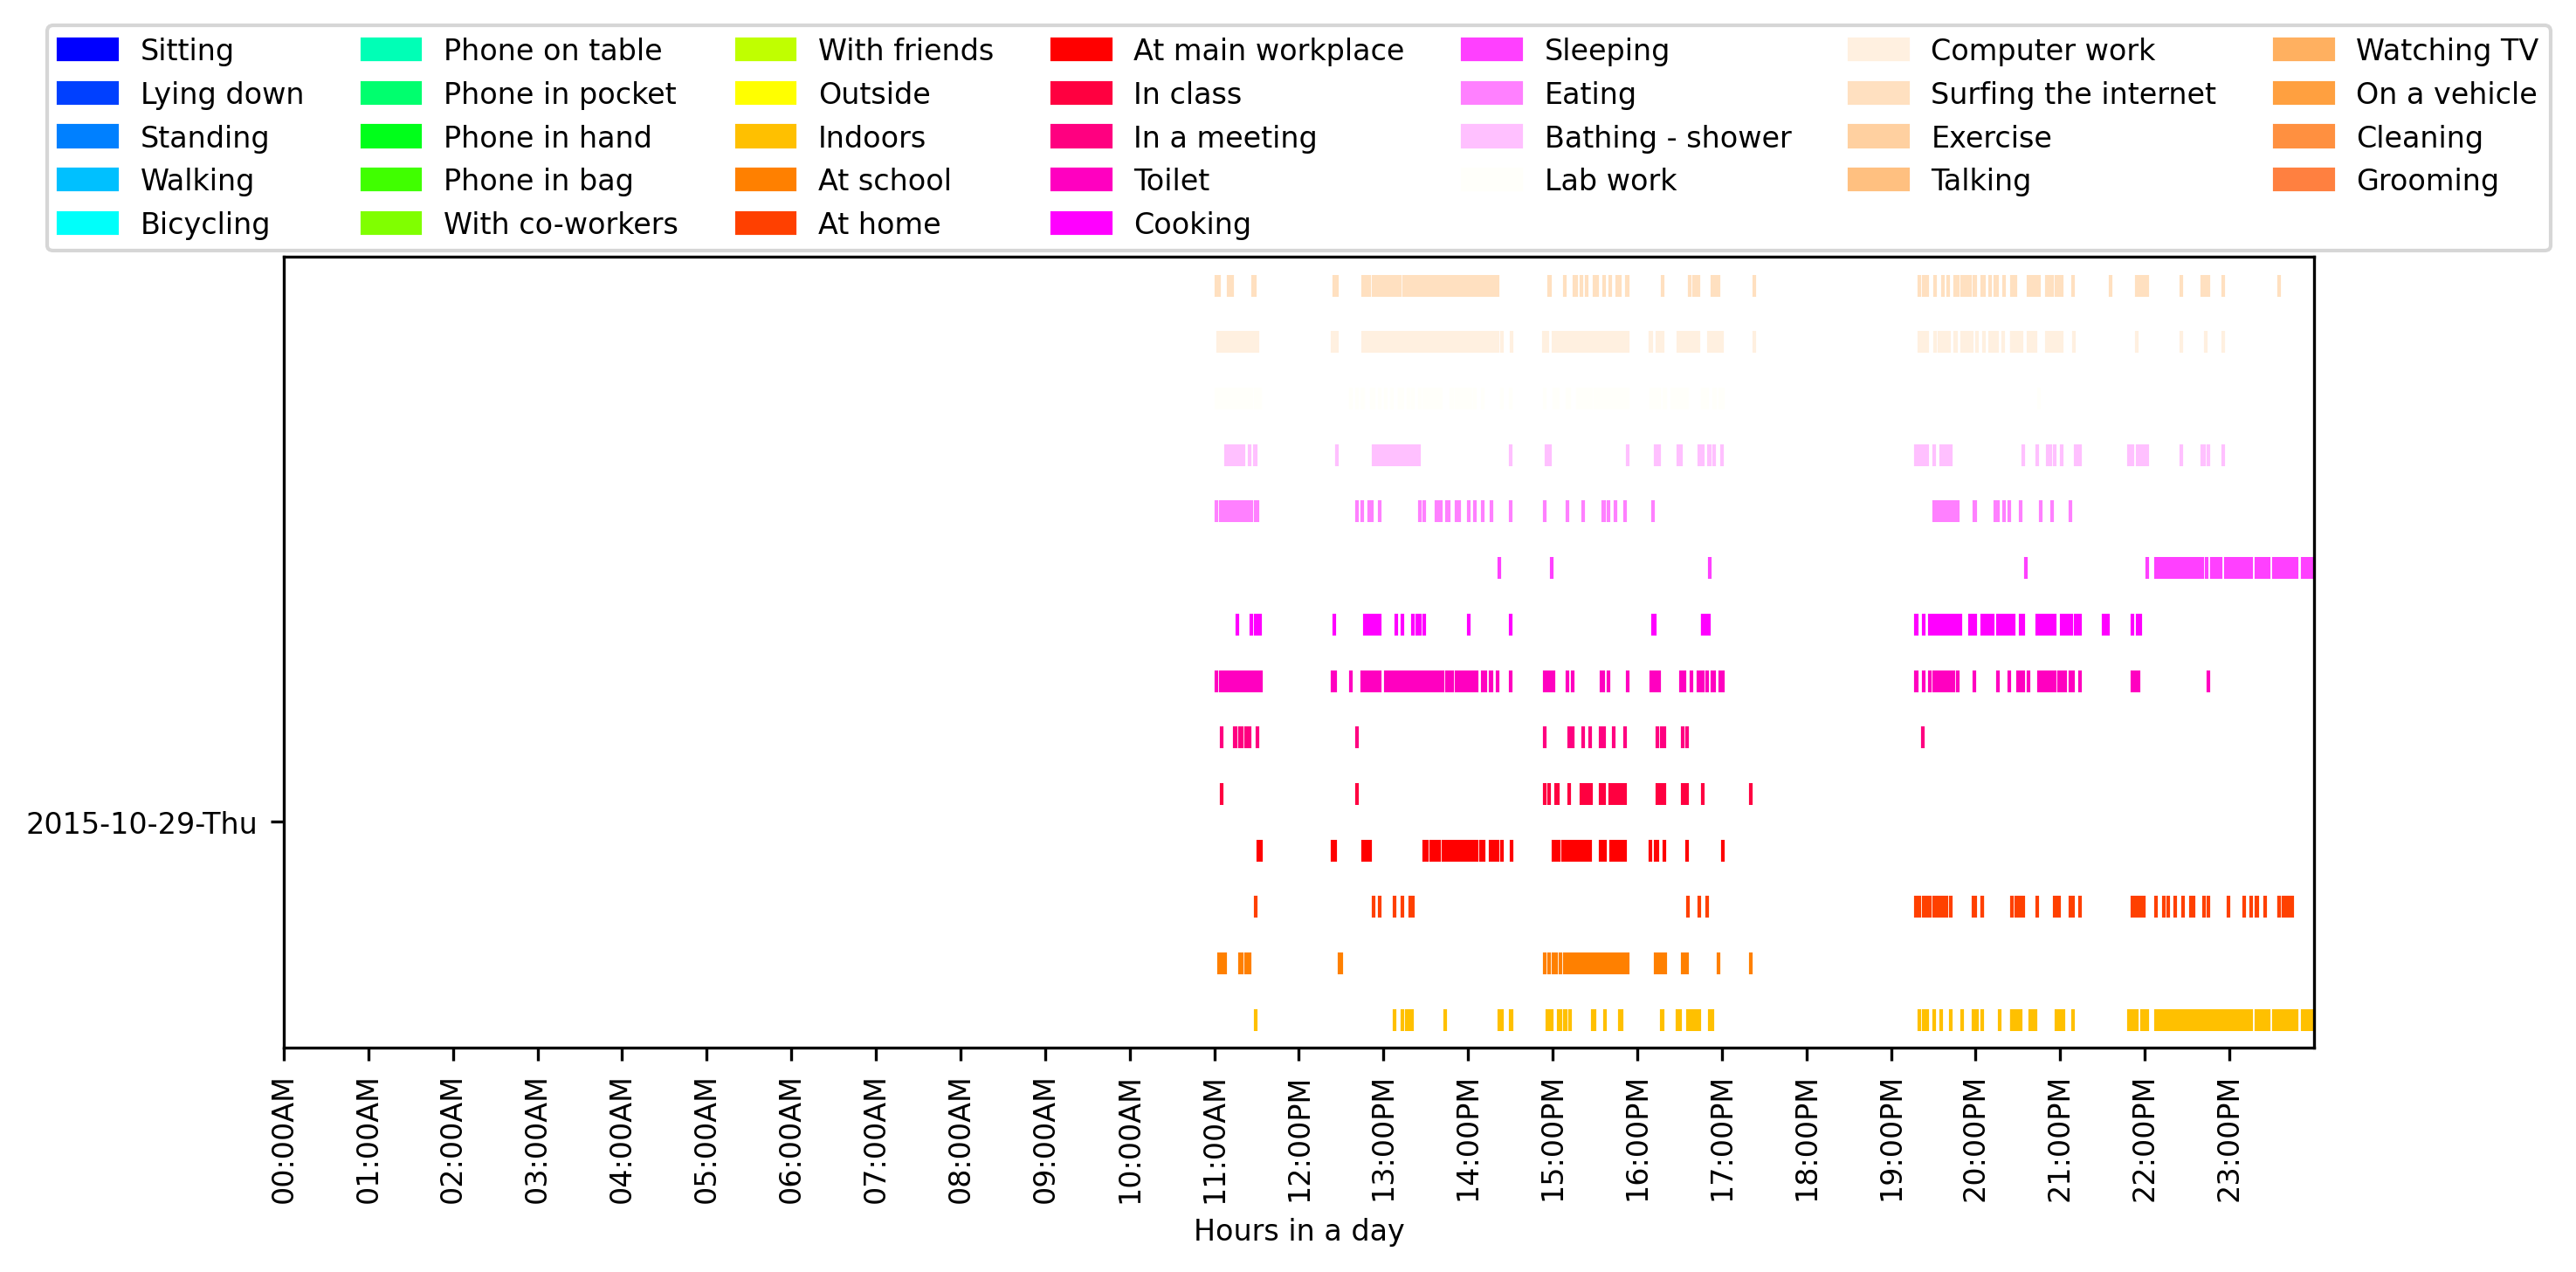 Sitting
Lying down
Standing
Walking
Bicycling
Phone on table
Phone in pocket
Phone in hand
Phone in bag
With co-workers
With friends
Outside
Indoors
At school
At home
At main workplace
In class
In a meeting
Toilet
Cooking
Sleeping
Eating
Bathing - shower
Lab work
Computer work
Surfing the internet
Exercise
Talking
Watching TV
On a vehicle
Cleaning
Grooming
2015-10-29-Thu
00:00AM
01:00AM
02:00AM
03:00AM
04:00AM
05:00AM
06:00AM
07:00AM
08:00AM
09:00AM
10:00AM
11:00AM
12:00PM
13:00PM
14:00PM
15:00PM
16:00PM
17:00PM
18:00PM
19:00PM
20:00PM
21:00PM
22:00PM
23:00PM
Hours in a day